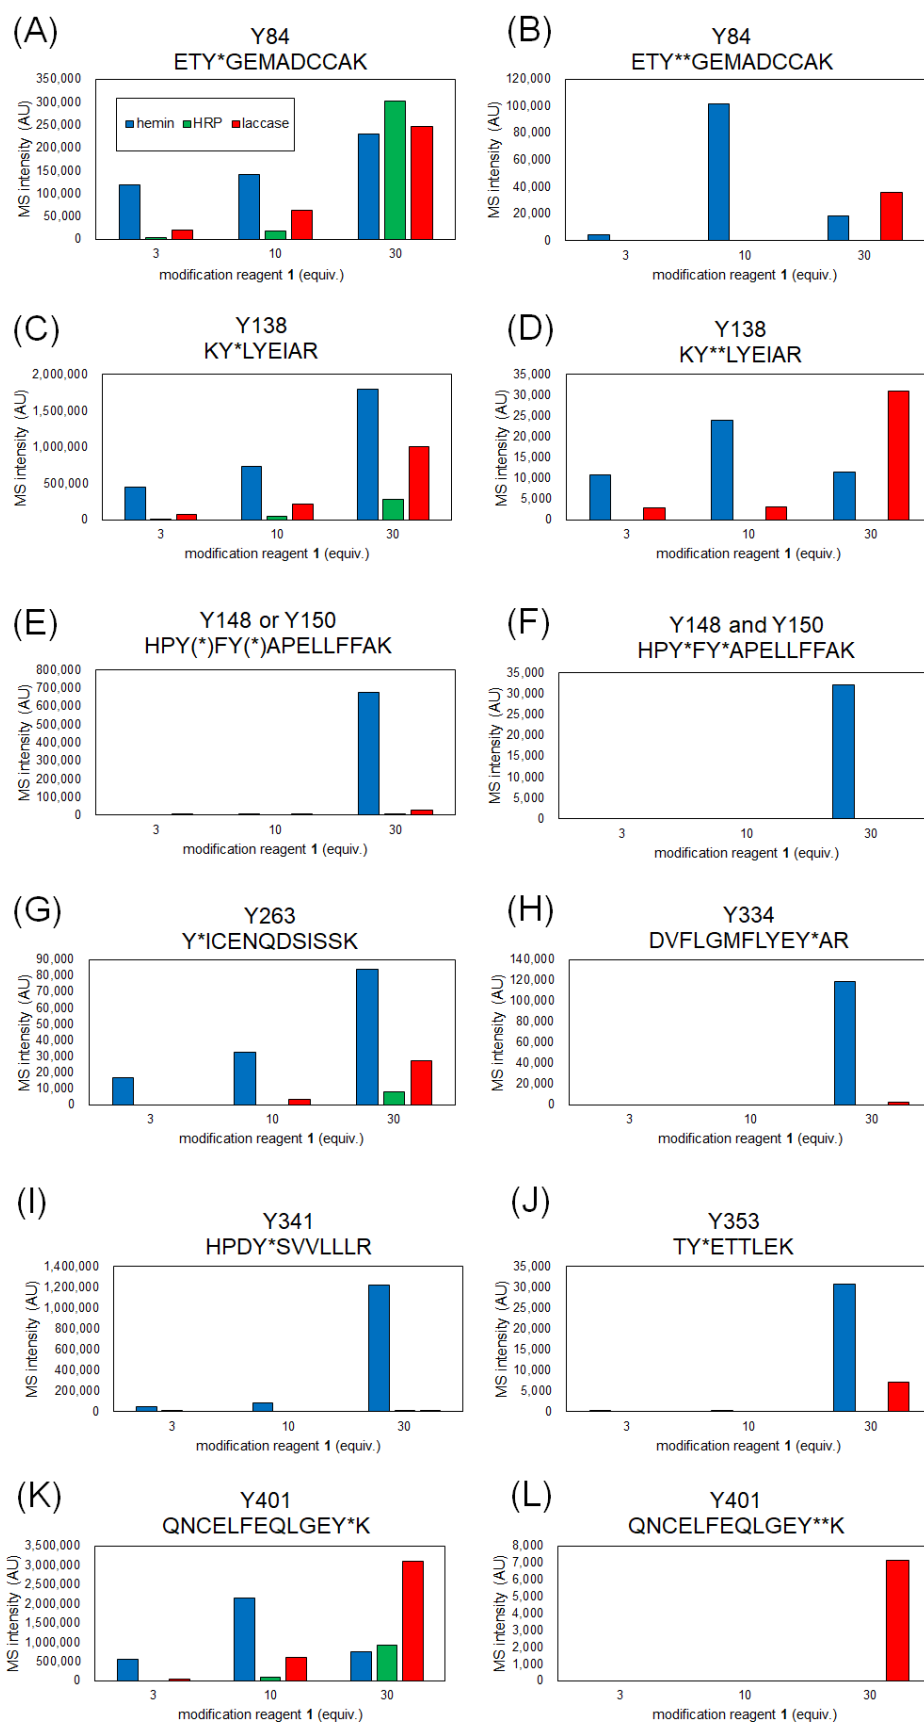 (A)
Y84
ETY*GEMADCCAK
MS intensity (AU)
350,000
300,000
250,000
200,000
150,000
100,000
50,000
0
hemin HRP laccase
3 10 30
modification reagent 1 (equiv.)
(B)
Y84
ETY**GEMADCCAK
MS intensity (AU)
120,000
100,000
80,000
60,000
40,000
20,000
0
3 10 30
modification reagent 1 (equiv.)
(C)
Y138
KY*LYEIAR
MS intensity (AU)
2,000,000
1,500,000
1,000,000
500,000
0
3 10 30
modification reagent 1 (equiv.)
(D)
Y138
KY**LYEIAR
MS intensity (AU)
35,000
30,000
25,000
20,000
15,000
10,000
5,000
0
3 10 30
modification reagent 1 (equiv.)
(E)
Y148 or Y150
HPY(*)FY(*)APELLFFAK
MS intensity (AU)
800,000
700,000
600,000
500,000
400,000
300,000
200,000
100,000
0
3 10 30
modification reagent 1 (equiv.)
(F)
Y148 and Y150
HPY*FY*APELLFFAK
MS intensity (AU)
35,000
30,000
25,000
20,000
15,000
10,000
5,000
0
3 10 30
modification reagent 1 (equiv.)
(G)
Y263
Y*ICENQDSISSK
MS intensity (AU)
90,000
80,000
70,000
60,000
50,000
40,000
30,000
20,000
10,000
0
3 10 30
modification reagent 1 (equiv.)
(H)
Y334
DVFLGMFLYEY*AR
MS intensity (AU)
140,000
120,000
100,000
80,000
60,000
40,000
20,000
0
3 10 30
modification reagent 1 (equiv.)
(I)
Y341
HPDY*SVVLLLR
MS intensity (AU)
1,400,000
1,200,000
1,000,000
800,000
600,000
400,000
200,000
0
3 10 30
modification reagent 1 (equiv.)
(J)
Y353
TY*ETTLEK
MS intensity (AU)
35,000
30,000
25,000
20,000
15,000
10,000
5,000
0
3 10 30
modification reagent 1 (equiv.)
(K)
Y401
QNCELFEQLGEY*K
MS intensity (AU)
3,500,000
3,000,000
2,500,000
2,000,000
1,500,000
1,000,000
500,000
0
3 10 30
modification reagent 1 (equiv.)
(L)
Y401
QNCELFEQLGEY**K
MS intensity (AU)
8,000
7,000
6,000
5,000
4,000
3,000
2,000
1,000
0
3 10 30
modification reagent 1 (equiv.)